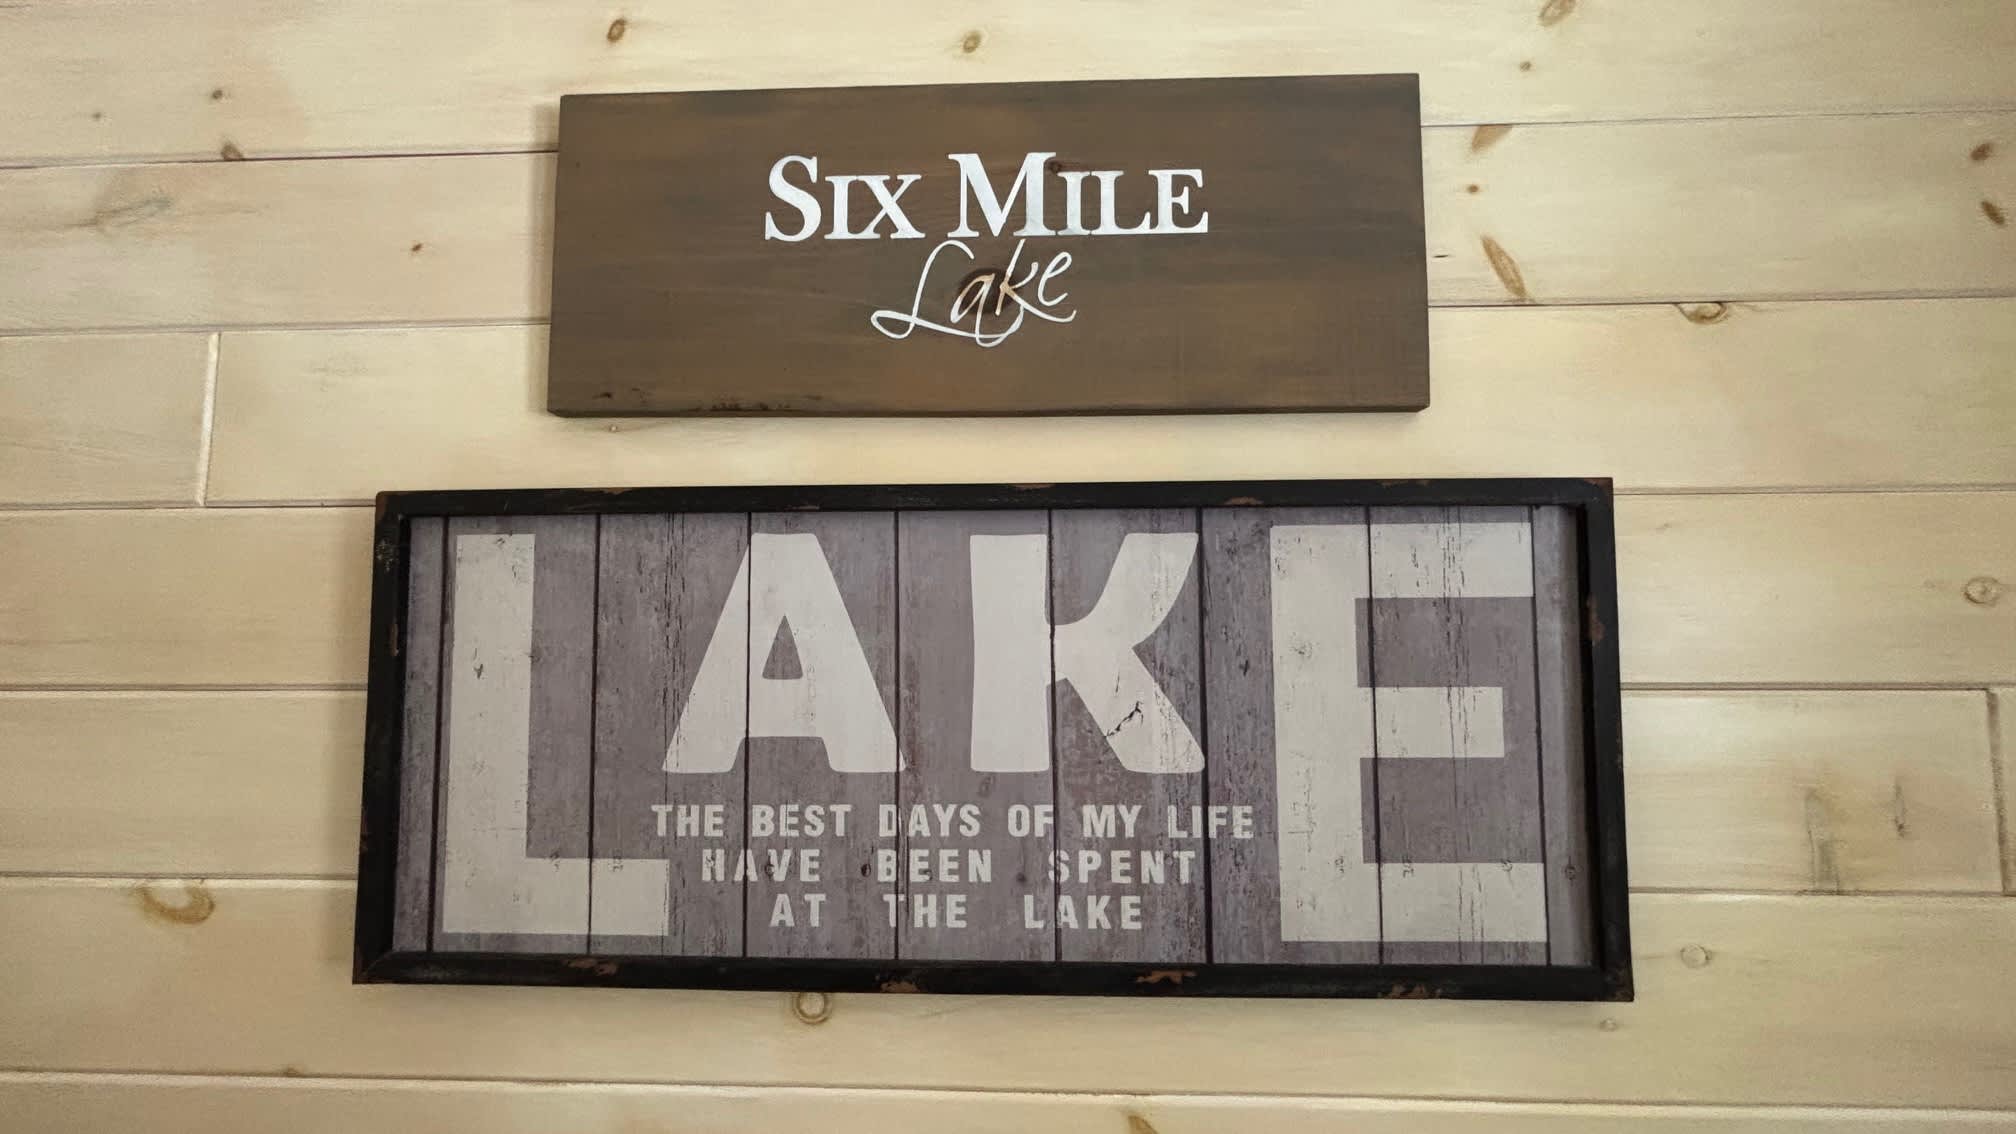 SIX MILE
Lake
LAKE
THE BEST DAYS OF MY LIFE
HAVE BEEN SPENT
AT THE LAKE